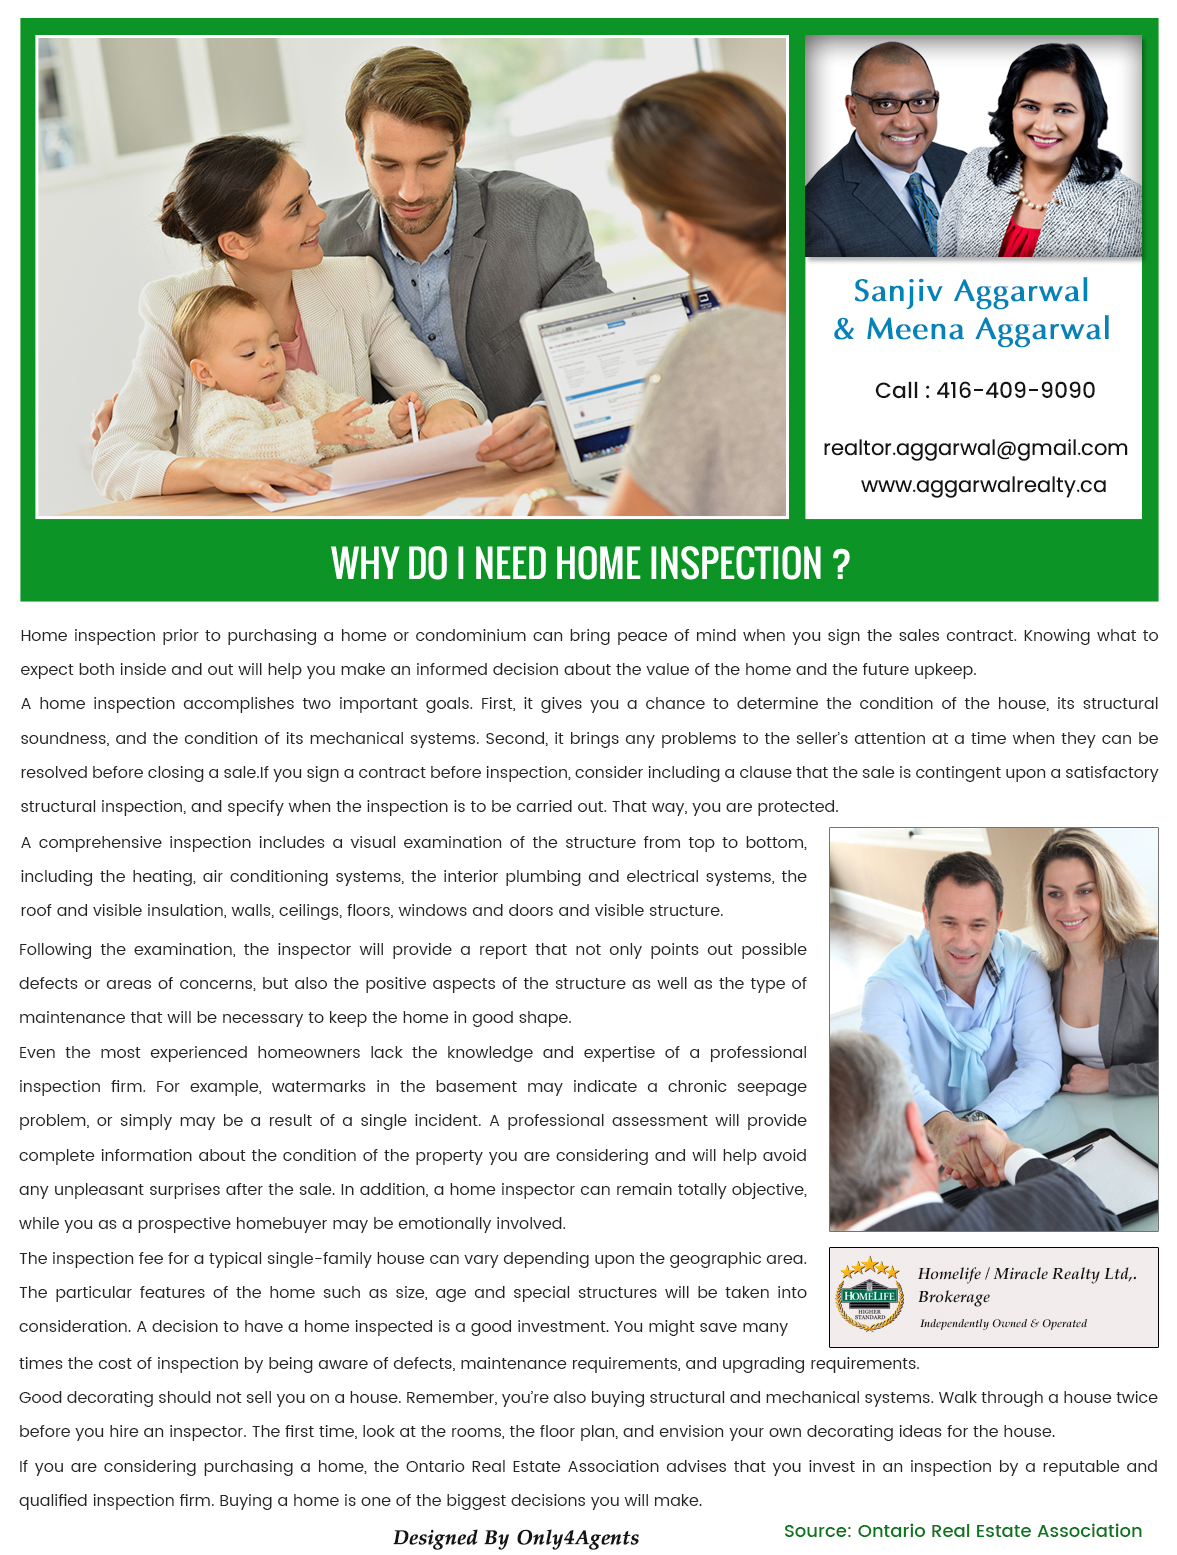 Sanjiv Aggarwal
& Meena Aggarwal
Call : 416-409-9090
realtor.aggarwal@gmail.com
www.aggarwalrealty.ca
WHY DO I NEED HOME INSPECTION ?
Home inspection prior to purchasing a home or condominium can bring peace of mind when you sign the sales contract. Knowing what to
expect both inside and out will help you make an informed decision about the value of the home and the future upkeep.
A home inspection accomplishes two important goals. First, it gives you a chance to determine the condition of the house, its structural
soundness, and the condition of its mechanical systems. Second, it brings any problems to the seller's attention at a time when they can be
resolved before closing a sale.If you sign a contract before inspection, consider including a clause that the sale is contingent upon a satisfactory
structural inspection, and specify when the inspection is to be carried out. That way, you are protected.
A comprehensive inspection includes a visual examination of the structure from top to bottom,
including the heating, air conditioning systems, the interior plumbing and electrical systems, the
roof and visible insulation, walls, ceilings, floors, windows and doors and visible structure.
Following the examination, the inspector will provide a report that not only points out possible
defects or areas of concerns, but also the positive aspects of the structure as well as the type of
maintenance that will be necessary to keep the home in good shape.
Even the most experienced homeowners lack the knowledge and expertise of a professional
inspection firm. For example, watermarks in the basement may indicate a chronic seepage
problem, or simply may be a result of a single incident. A professional assessment will provide
complete information about the condition of the property you are considering and will help avoid
any unpleasant surprises after the sale. In addition, a home inspector can remain totally objective,
while you as a prospective homebuyer may be emotionally involved.
The inspection fee for a typical single-family house can vary depending upon the geographic area.
The particular features of the home such as size, age and special structures will be taken into
consideration. A decision to have a home inspected is a good investment. You might save many
times the cost of inspection by being aware of defects, maintenance requirements, and upgrading requirements.
Good decorating should not sell you on a house. Remember, you're also buying structural and mechanical systems. Walk through a house twice
before you hire an inspector. The first time, look at the rooms, the floor plan, and envision your own decorating ideas for the house.
If you are considering purchasing a home, the Ontario Real Estate Association advises that you invest in an inspection by a reputable and
qualified inspection firm. Buying a home is one of the biggest decisions you will make.
HOMELIFE
HIGHER
STANDARD
Homelife / Miracle Realty Ltd,.
Brokerage
Independently Owned & Operated
Designed By Only4Agents
Source: Ontario Real Estate Association